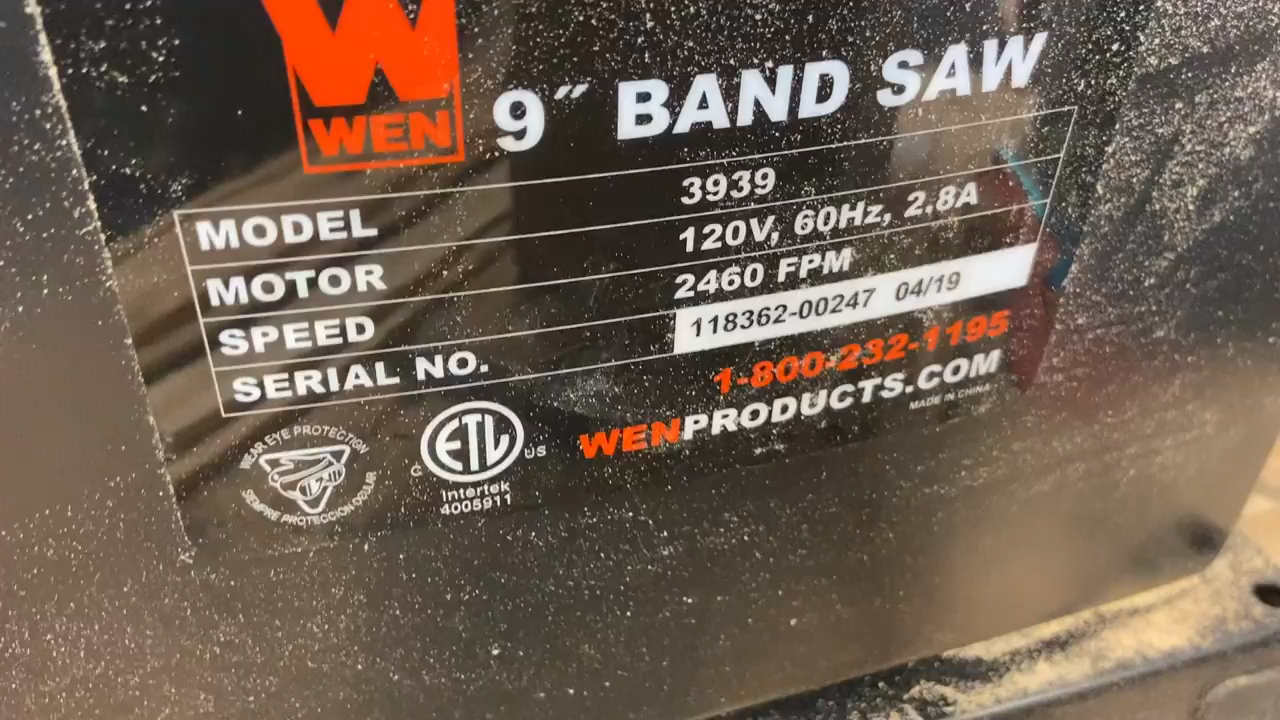 W
WEN
9″ BAND SAW
MODEL 3939
MOTOR 120V, 60Hz, 2.8A
SPEED 2460 FPM
SERIAL NO. 118362-00247 04/19
1-800-232-1195
WENPRODUCTS.COM
MADE IN CHINA
WEAR EYE PROTECTION
SIEMPRE PROTECCION OCULAR
ETL
C US
Intertek
4005911